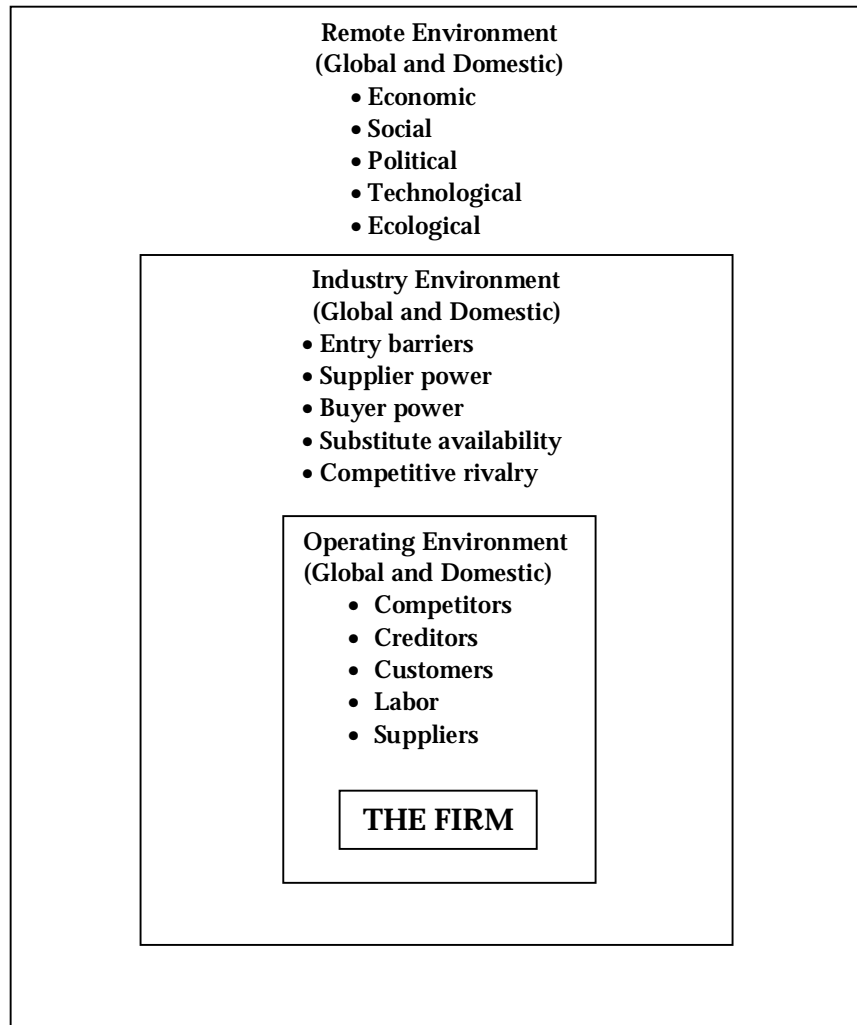 Remote Environment
(Global and Domestic)
• Economic
• Social
• Political
• Technological
• Ecological
Industry Environment
(Global and Domestic)
• Entry barriers
• Supplier power
• Buyer power
• Substitute availability
• Competitive rivalry
Operating Environment
(Global and Domestic)
• Competitors
• Creditors
• Customers
• Labor
• Suppliers
THE FIRM